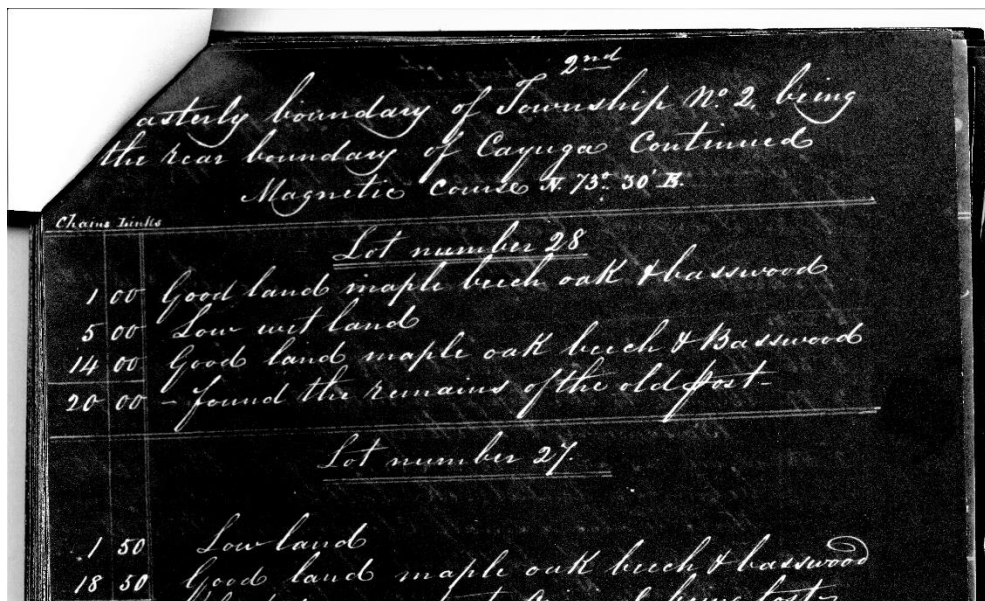 2nd
asterly boundary of Township No. 2, being
the rear boundary of Cayuga Continued
Magnetic Course N. 73° 30' E.
Chains Links
Lot number 28
1 00 Good land maple beech oak & basswood
5 00 Low wet land
14 00 Good land maple oak beech & Basswood
20 00 - found the remains of the old post -
Lot number 27.
1 50 Low land
18 50 Good land maple oak beech & basswood
being lost